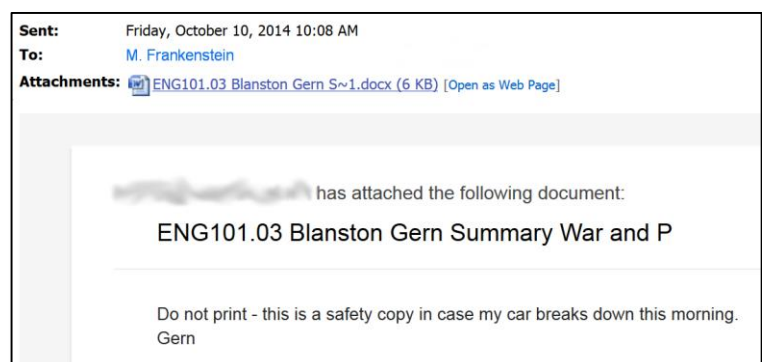 Sent: Friday, October 10, 2014 10:08 AM
To: M. Frankenstein
Attachments: ENG101.03 Blanston Gern S~1.docx (6 KB) [Open as Web Page]
has attached the following document:
ENG101.03 Blanston Gern Summary War and P
Do not print - this is a safety copy in case my car breaks down this morning.
Gern